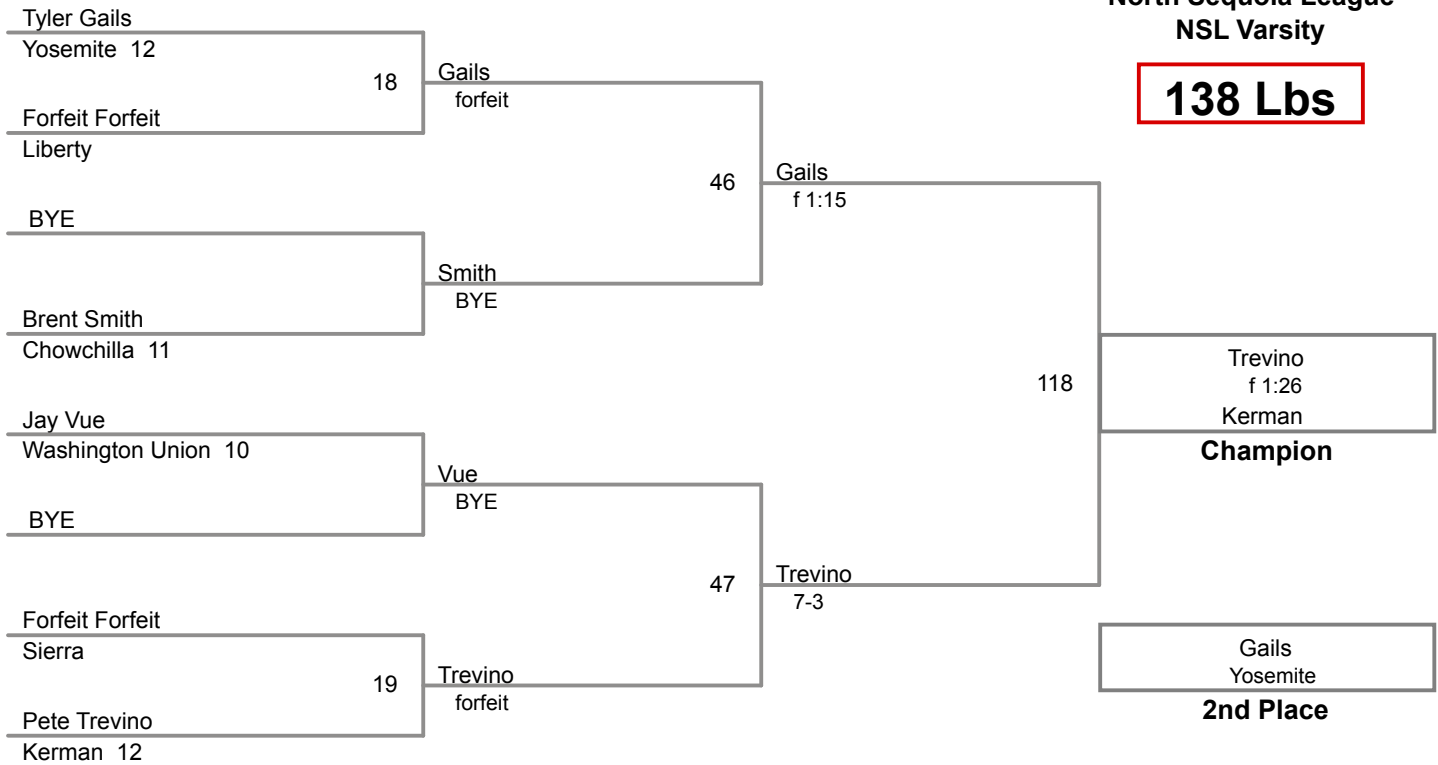 North Sequoia League
NSL Varsity
138 Lbs
Tyler Gails
Yosemite 12
18
Gails
forfeit
Forfeit Forfeit
Liberty
46
Gails
f 1:15
BYE
Smith
BYE
Brent Smith
Chowchilla 11
118
Trevino
f 1:26
Kerman
Champion
Jay Vue
Washington Union 10
Vue
BYE
BYE
47
Trevino
7-3
Forfeit Forfeit
Sierra
19
Trevino
forfeit
Pete Trevino
Kerman 12
Gails
Yosemite
2nd Place